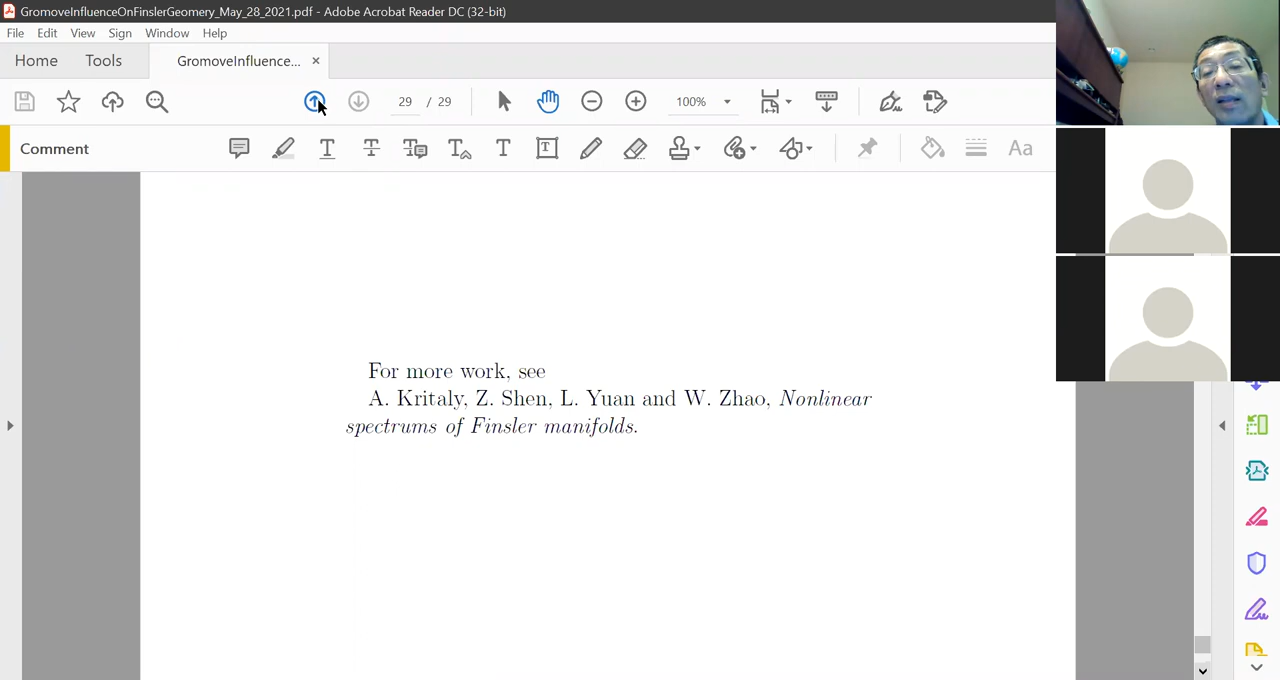 GromoveInfluenceOnFinslerGeomery_May_28_2021.pdf - Adobe Acrobat Reader DC (32-bit)
File Edit View Sign Window Help
Home Tools GromoveInfluence... ×
29 / 29 100%
Comment
T T T T T T Aa
For more work, see
A. Kritaly, Z. Shen, L. Yuan and W. Zhao, Nonlinear
spectrums of Finsler manifolds.